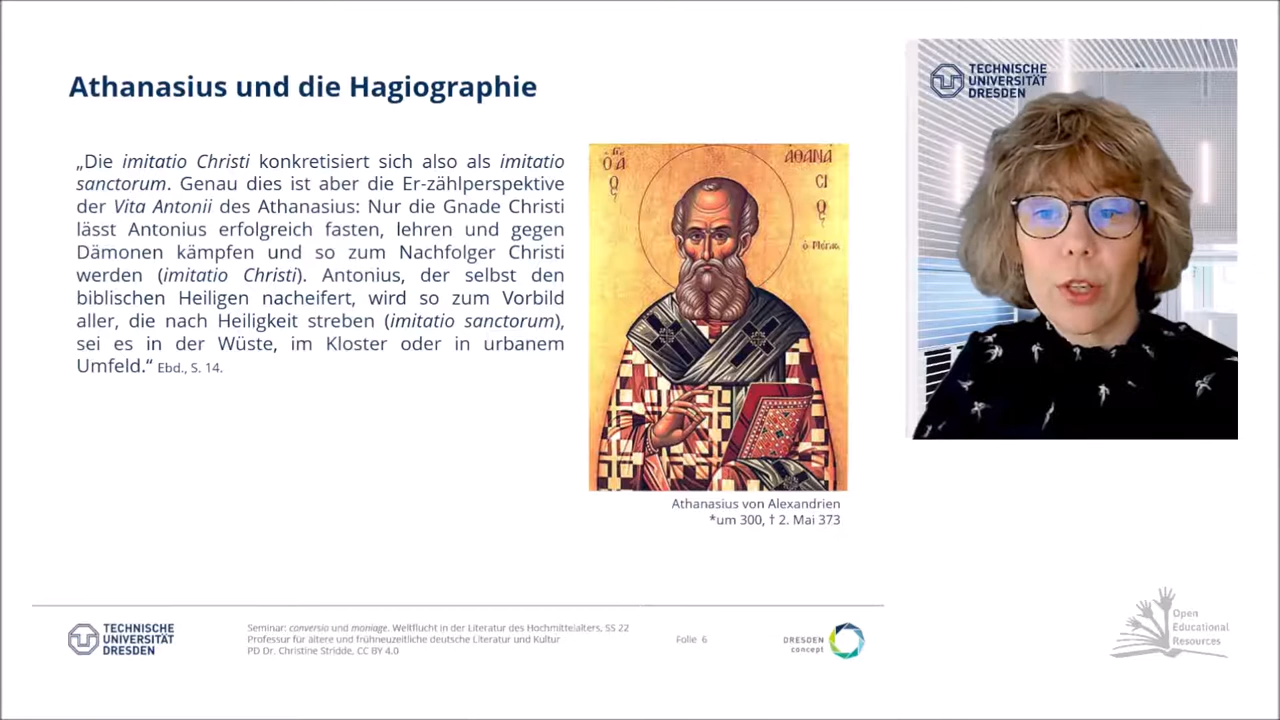 Athanasius und die Hagiographie
„Die imitatio Christi konkretisiert sich also als imitatio
sanctorum. Genau dies ist aber die Er-zählperspektive
der Vita Antonii des Athanasius: Nur die Gnade Christi
lässt Antonius erfolgreich fasten, lehren und gegen
Dämonen kämpfen und so zum Nachfolger Christi
werden (imitatio Christi). Antonius, der selbst den
biblischen Heiligen nacheifert, wird so zum Vorbild
aller, die nach Heiligkeit streben (imitatio sanctorum),
sei es in der Wüste, im Kloster oder in urbanem
Umfeld.“ Ebd., S. 14.
ἈΘΑΝΆ
CΙ
Ο
ὁ Μέγας
Athanasius von Alexandrien
*um 300, † 2. Mai 373
TECHNISCHE
UNIVERSITÄT
DRESDEN
TECHNISCHE
UNIVERSITÄT
DRESDEN
Seminar: conversio und moniage. Weltflucht in der Literatur des Hochmittelalters, SS 22
Professur für ältere und frühneuzeitliche deutsche Literatur und Kultur
PD Dr. Christine Stridde, CC BY 4.0
Folie 6
DRESDEN
concept
Open
Educational
Resources